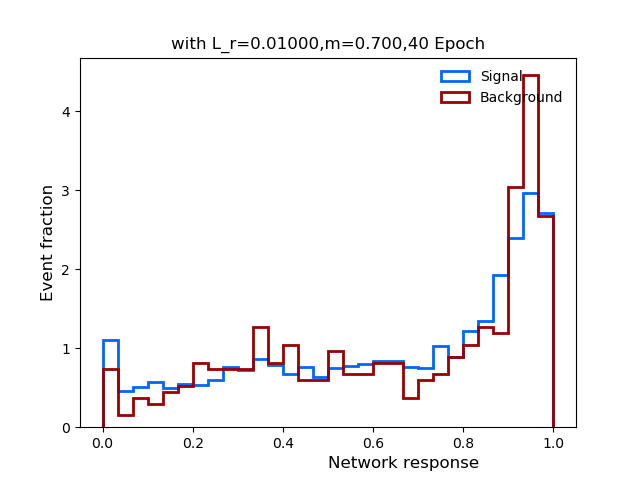 with L_r=0.01000,m=0.700,40 Epoch
Signal
Background
Event fraction
4
3
2
1
0
0.0 0.2 0.4 0.6 0.8 1.0
Network response